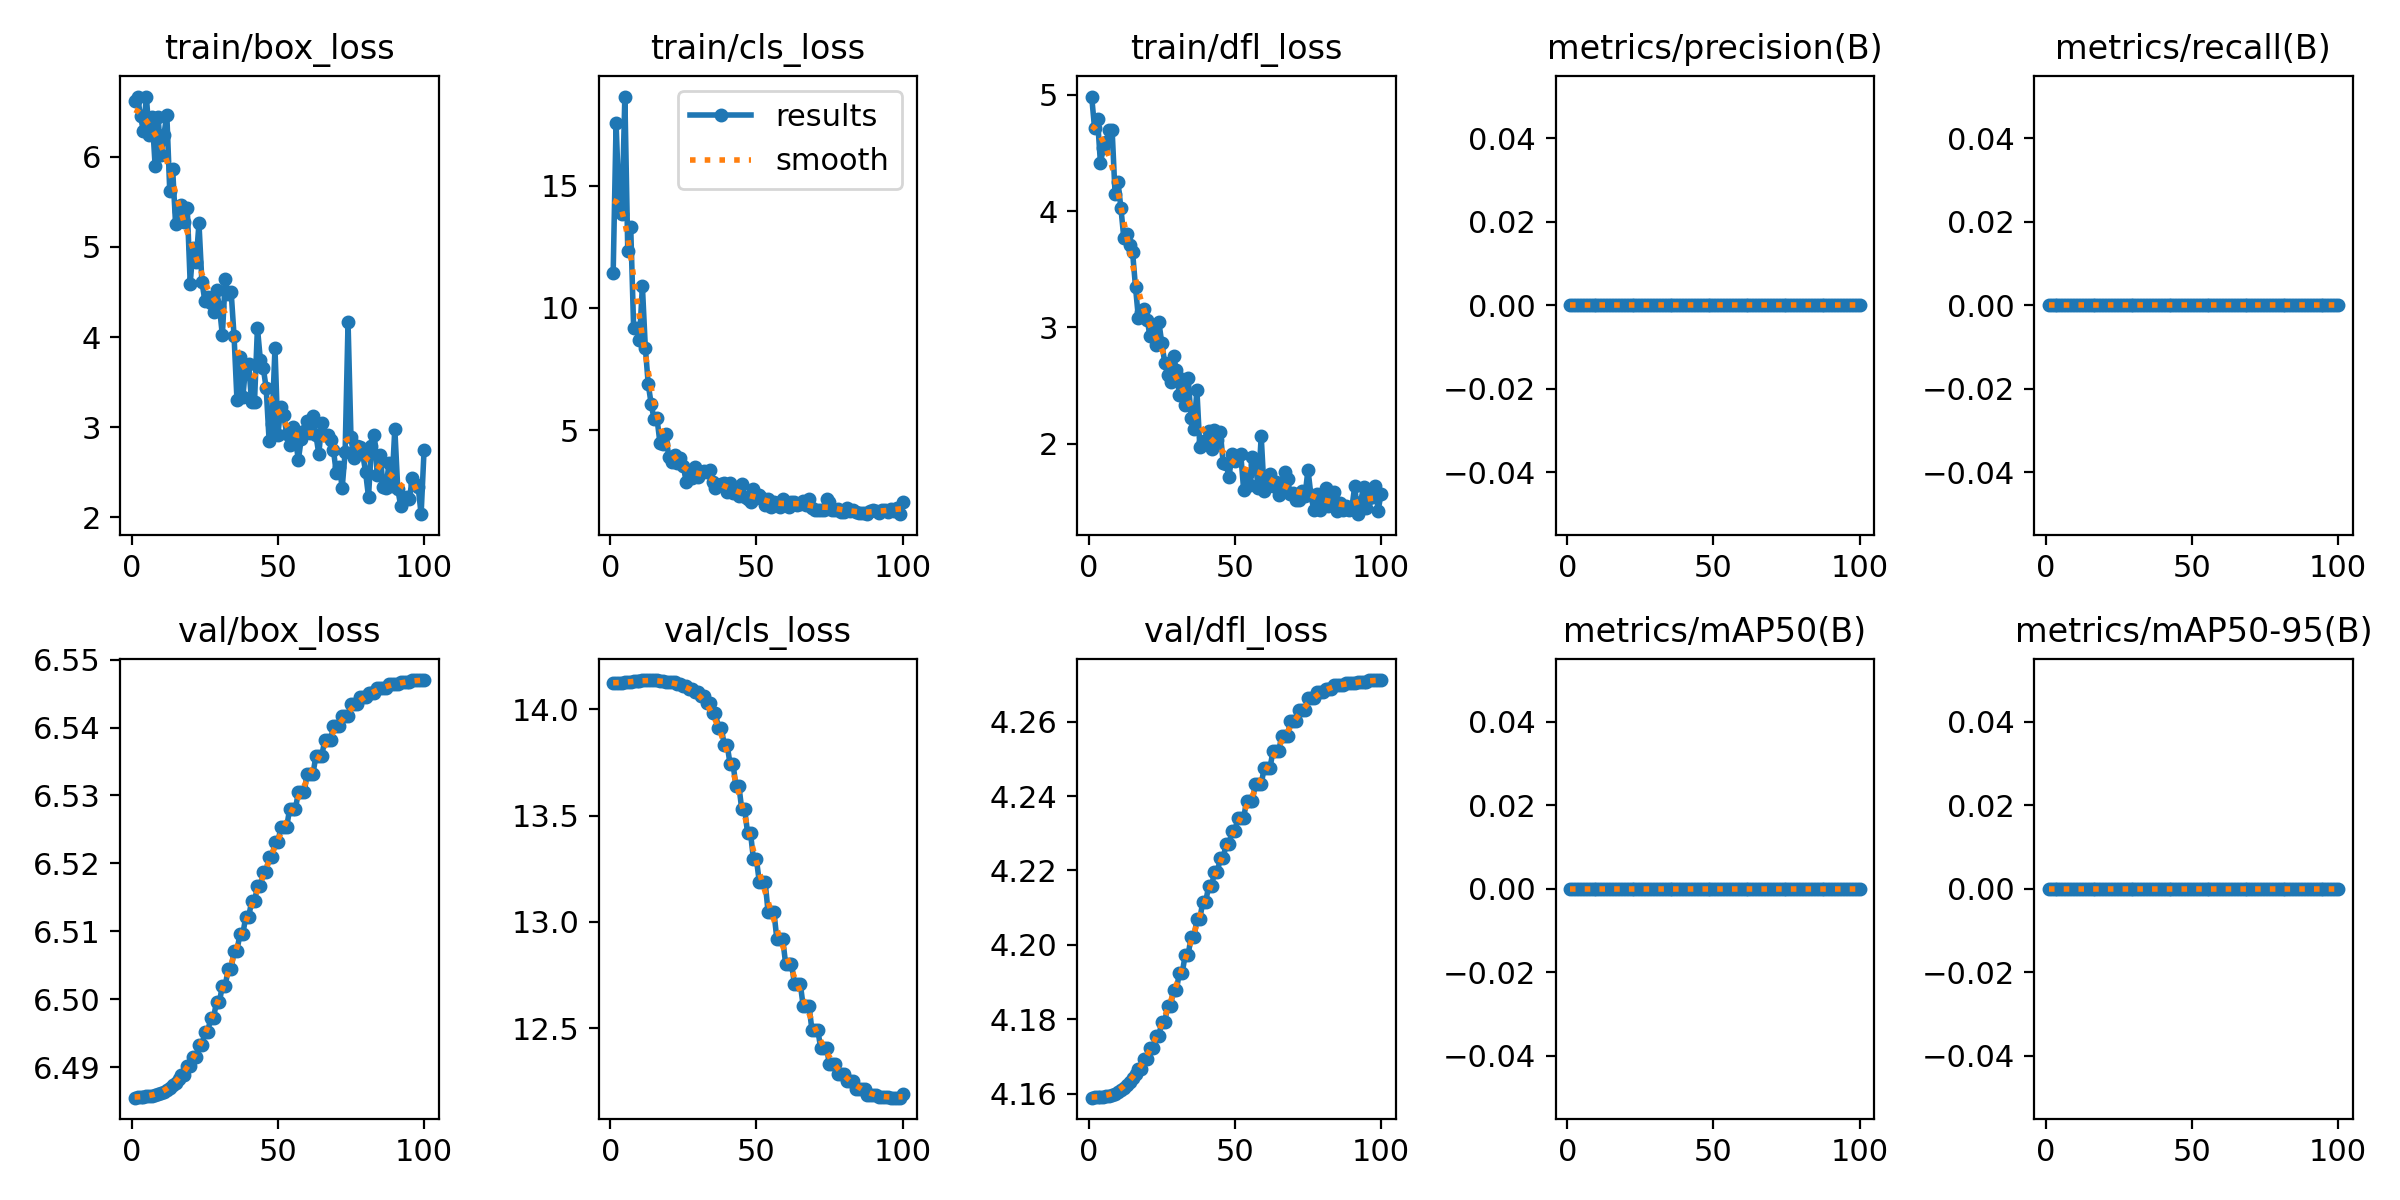 train/box_loss
6
5
4
3
2
0 50 100
train/cls_loss
results
smooth
15
10
5
0 50 100
train/dfl_loss
5
4
3
2
0 50 100
metrics/precision(B)
0.04
0.02
0.00
−0.02
−0.04
0 50 100
metrics/recall(B)
0.04
0.02
0.00
−0.02
−0.04
0 50 100
val/box_loss
6.55
6.54
6.53
6.52
6.51
6.50
6.49
0 50 100
val/cls_loss
14.0
13.5
13.0
12.5
0 50 100
val/dfl_loss
4.26
4.24
4.22
4.20
4.18
4.16
0 50 100
metrics/mAP50(B)
0.04
0.02
0.00
−0.02
−0.04
0 50 100
metrics/mAP50-95(B)
0.04
0.02
0.00
−0.02
−0.04
0 50 100